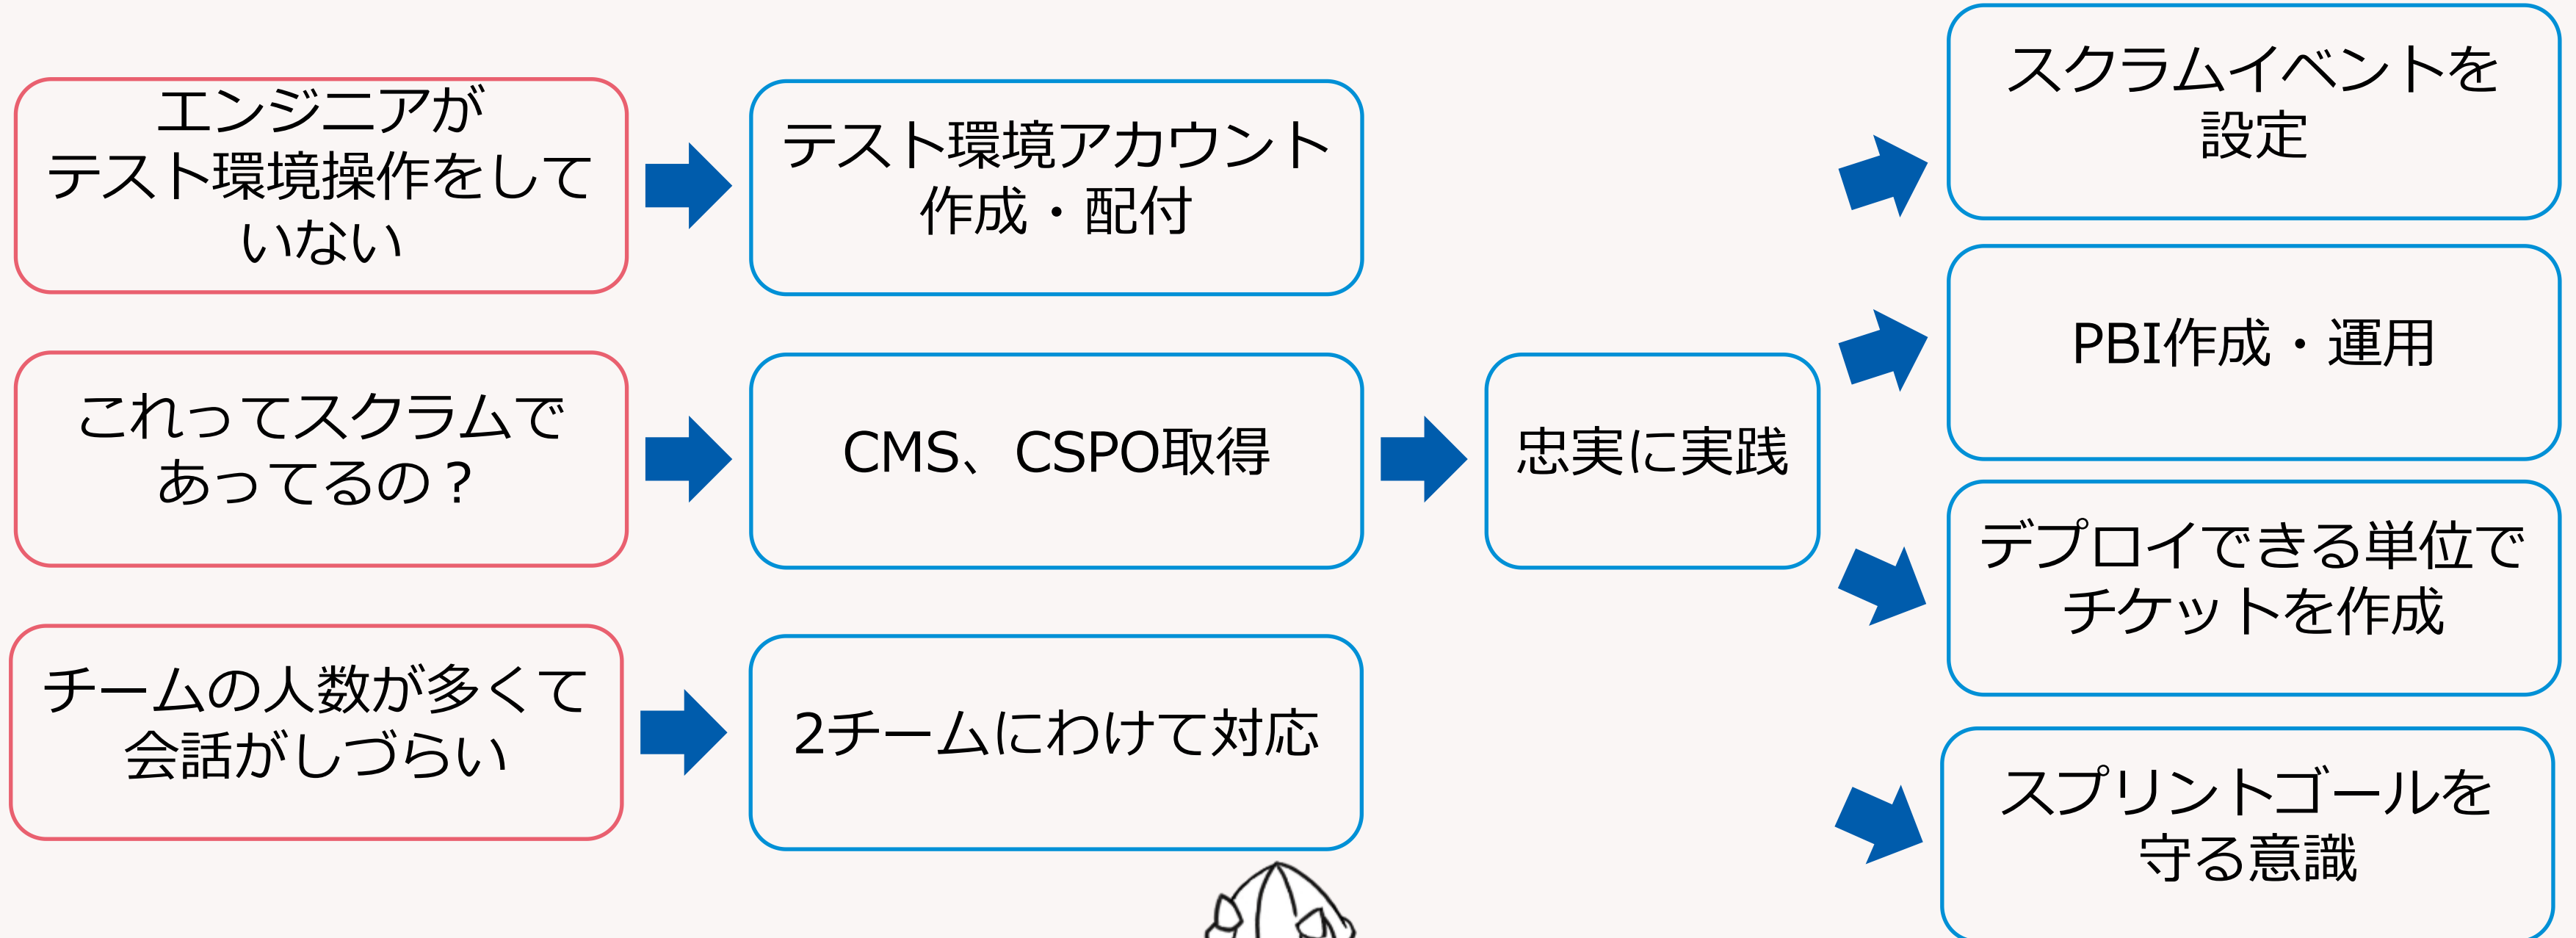 エンジニアが
テスト環境操作をして
いない
テスト環境アカウント
作成・配付
これってスクラムで
あってるの？
CMS、CSPO取得
忠実に実践
チームの人数が多くて
会話がしづらい
2チームにわけて対応
スクラムイベントを
設定
PBI作成・運用
デプロイできる単位で
チケットを作成
スプリントゴールを
守る意識